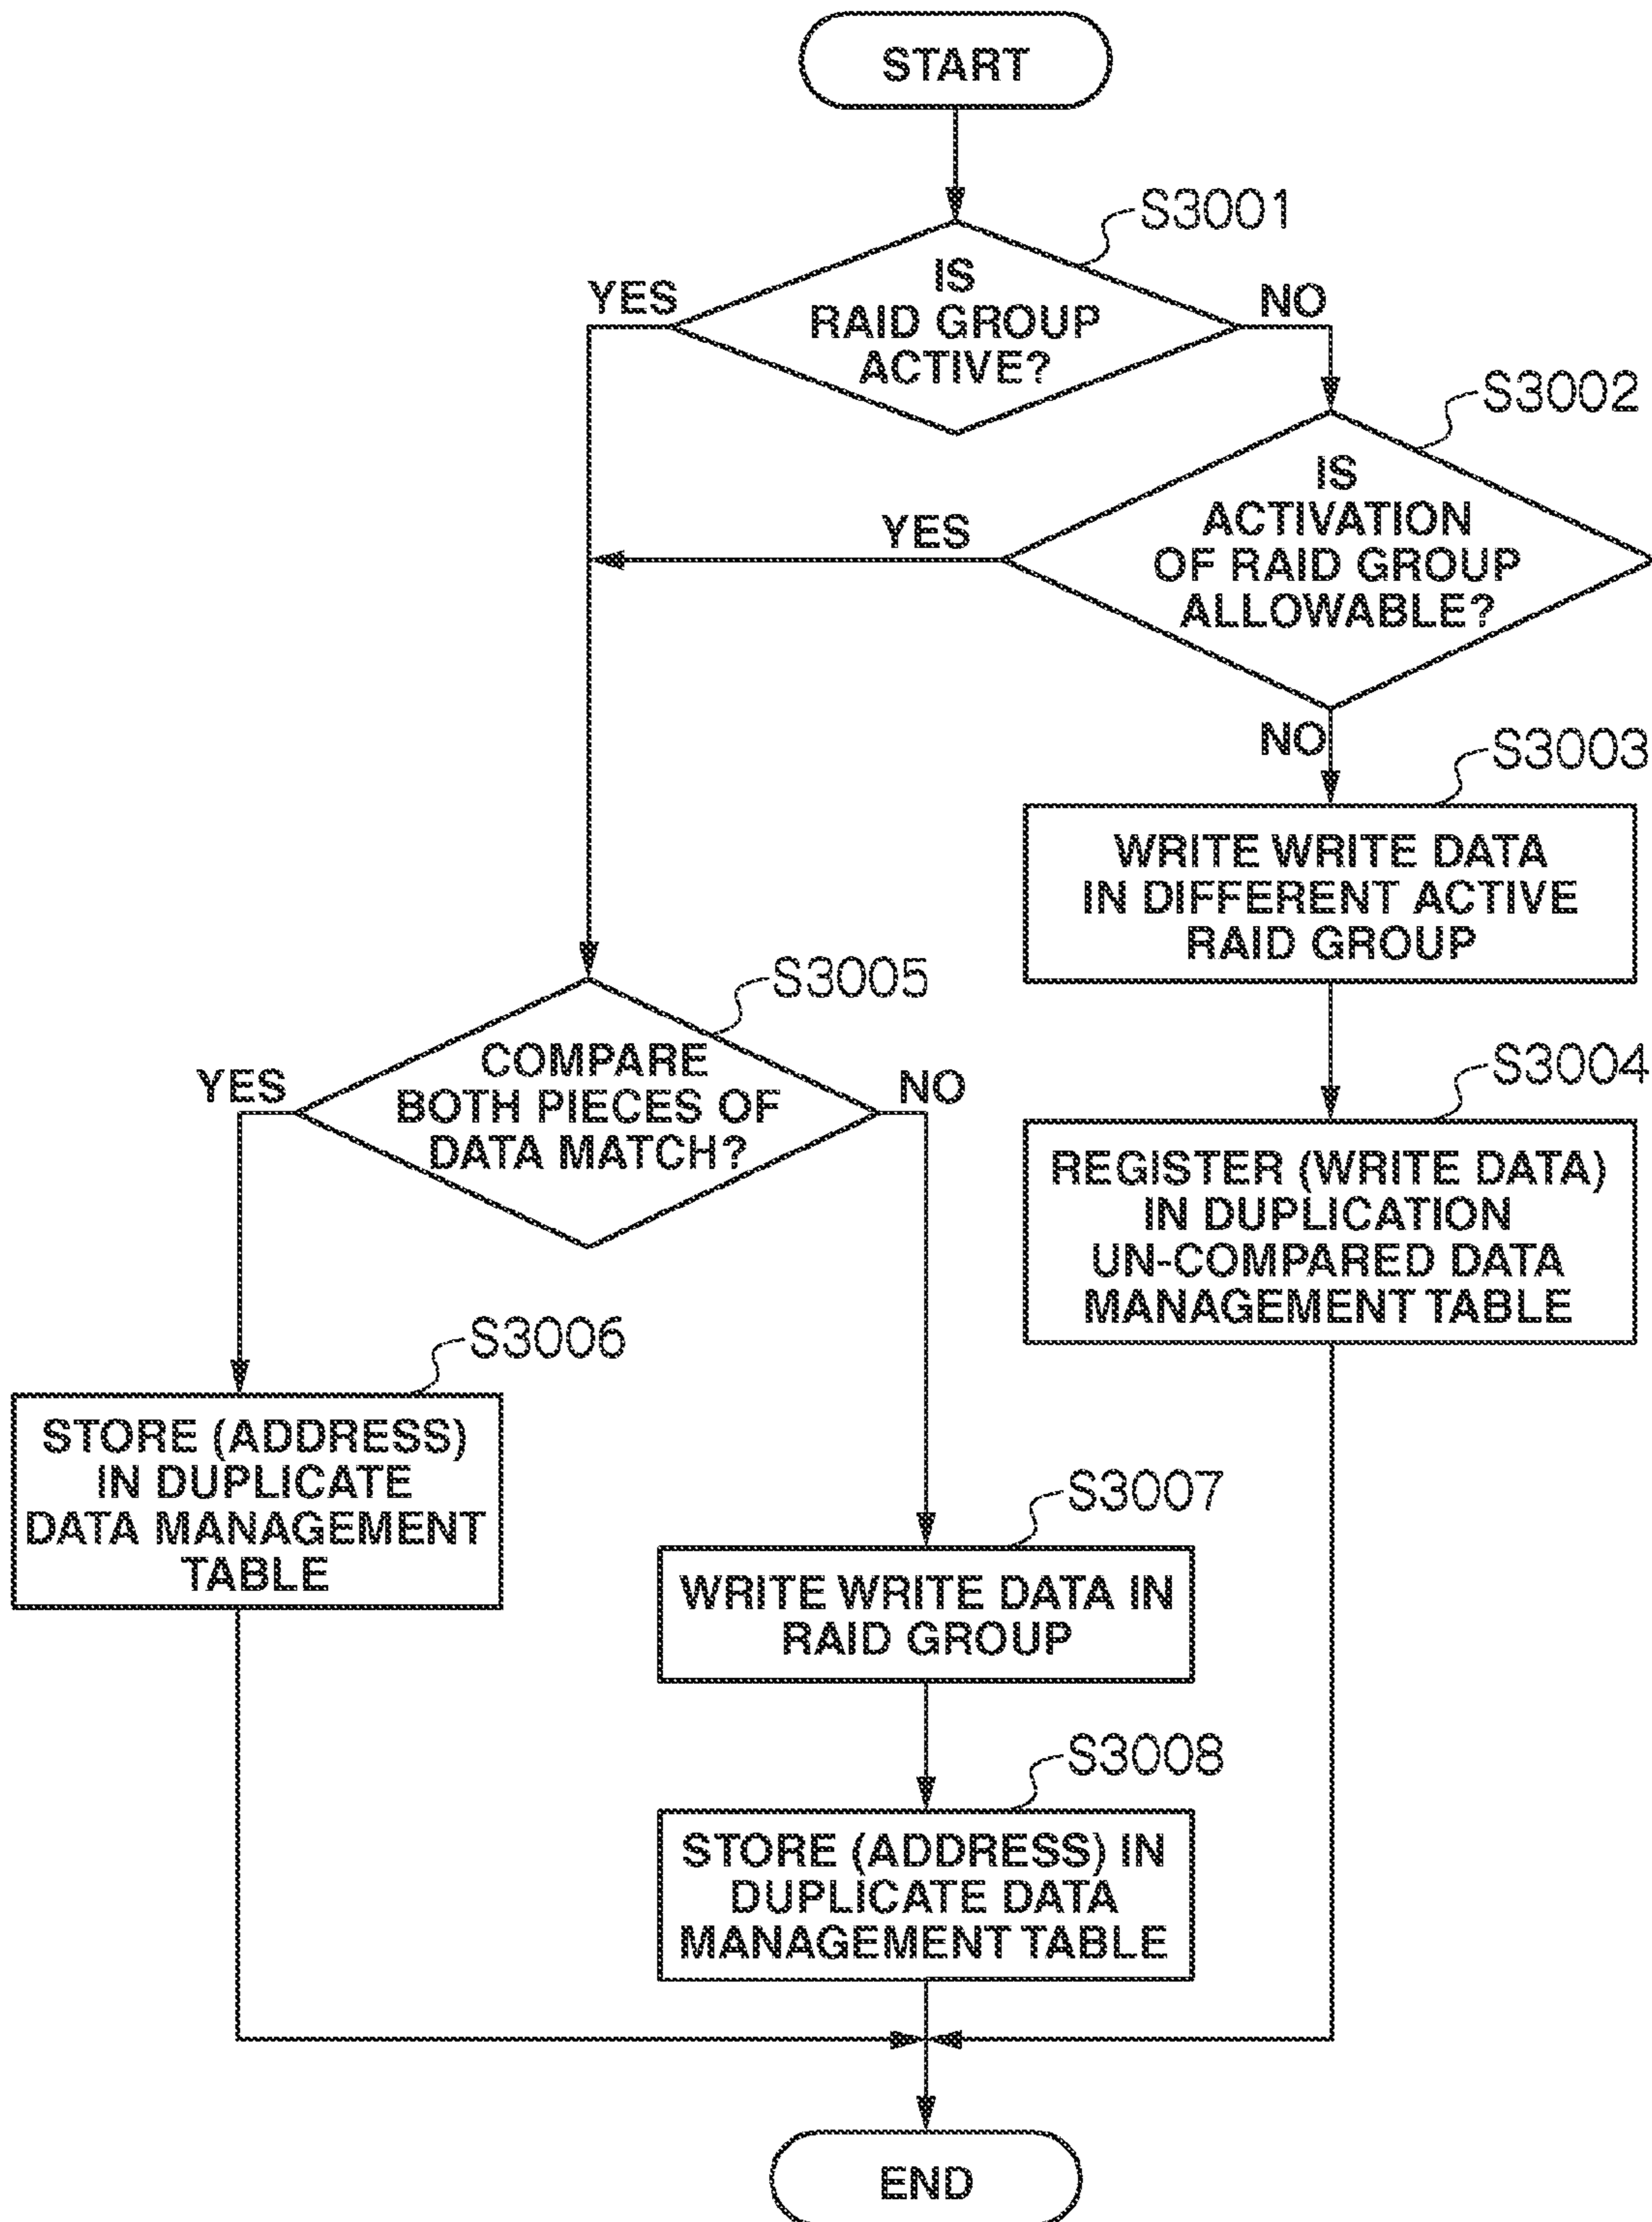 START
S3001
IS
RAID GROUP
ACTIVE?
YES
NO
S3002
IS
ACTIVATION
OF RAID GROUP
ALLOWABLE?
YES
NO
S3003
WRITE WRITE DATA
IN DIFFERENT ACTIVE
RAID GROUP
S3005
COMPARE
BOTH PIECES OF
DATA MATCH?
YES
NO
S3004
REGISTER (WRITE DATA)
IN DUPLICATION
UN-COMPARED DATA
MANAGEMENT TABLE
S3006
STORE (ADDRESS)
IN DUPLICATE
DATA MANAGEMENT
TABLE
S3007
WRITE WRITE DATA IN
RAID GROUP
S3008
STORE (ADDRESS) IN
DUPLICATE DATA
MANAGEMENT TABLE
END